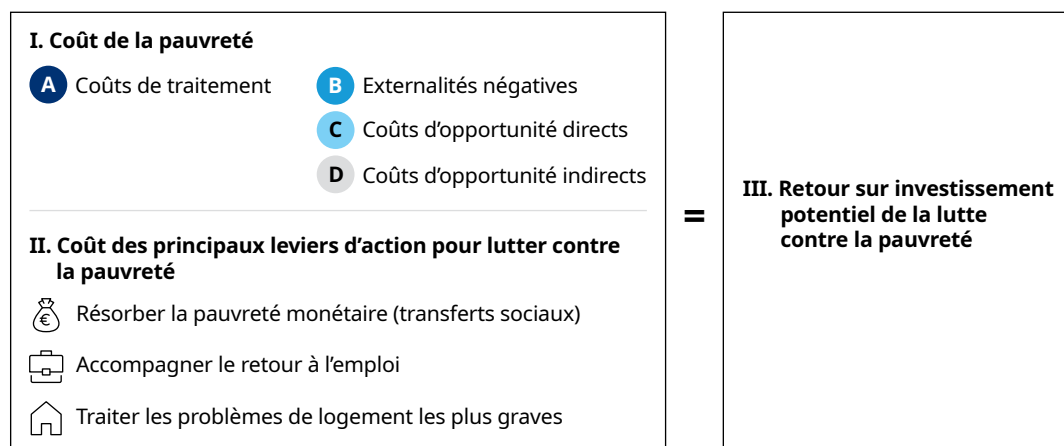 I. Coût de la pauvreté
A Coûts de traitement
B Externalités négatives
C Coûts d’opportunité directs
D Coûts d’opportunité indirects
II. Coût des principaux leviers d’action pour lutter contre
la pauvreté
€ Résorber la pauvreté monétaire (transferts sociaux)
Accompagner le retour à l’emploi
Traiter les problèmes de logement les plus graves
=
III. Retour sur investissement
potentiel de la lutte
contre la pauvreté